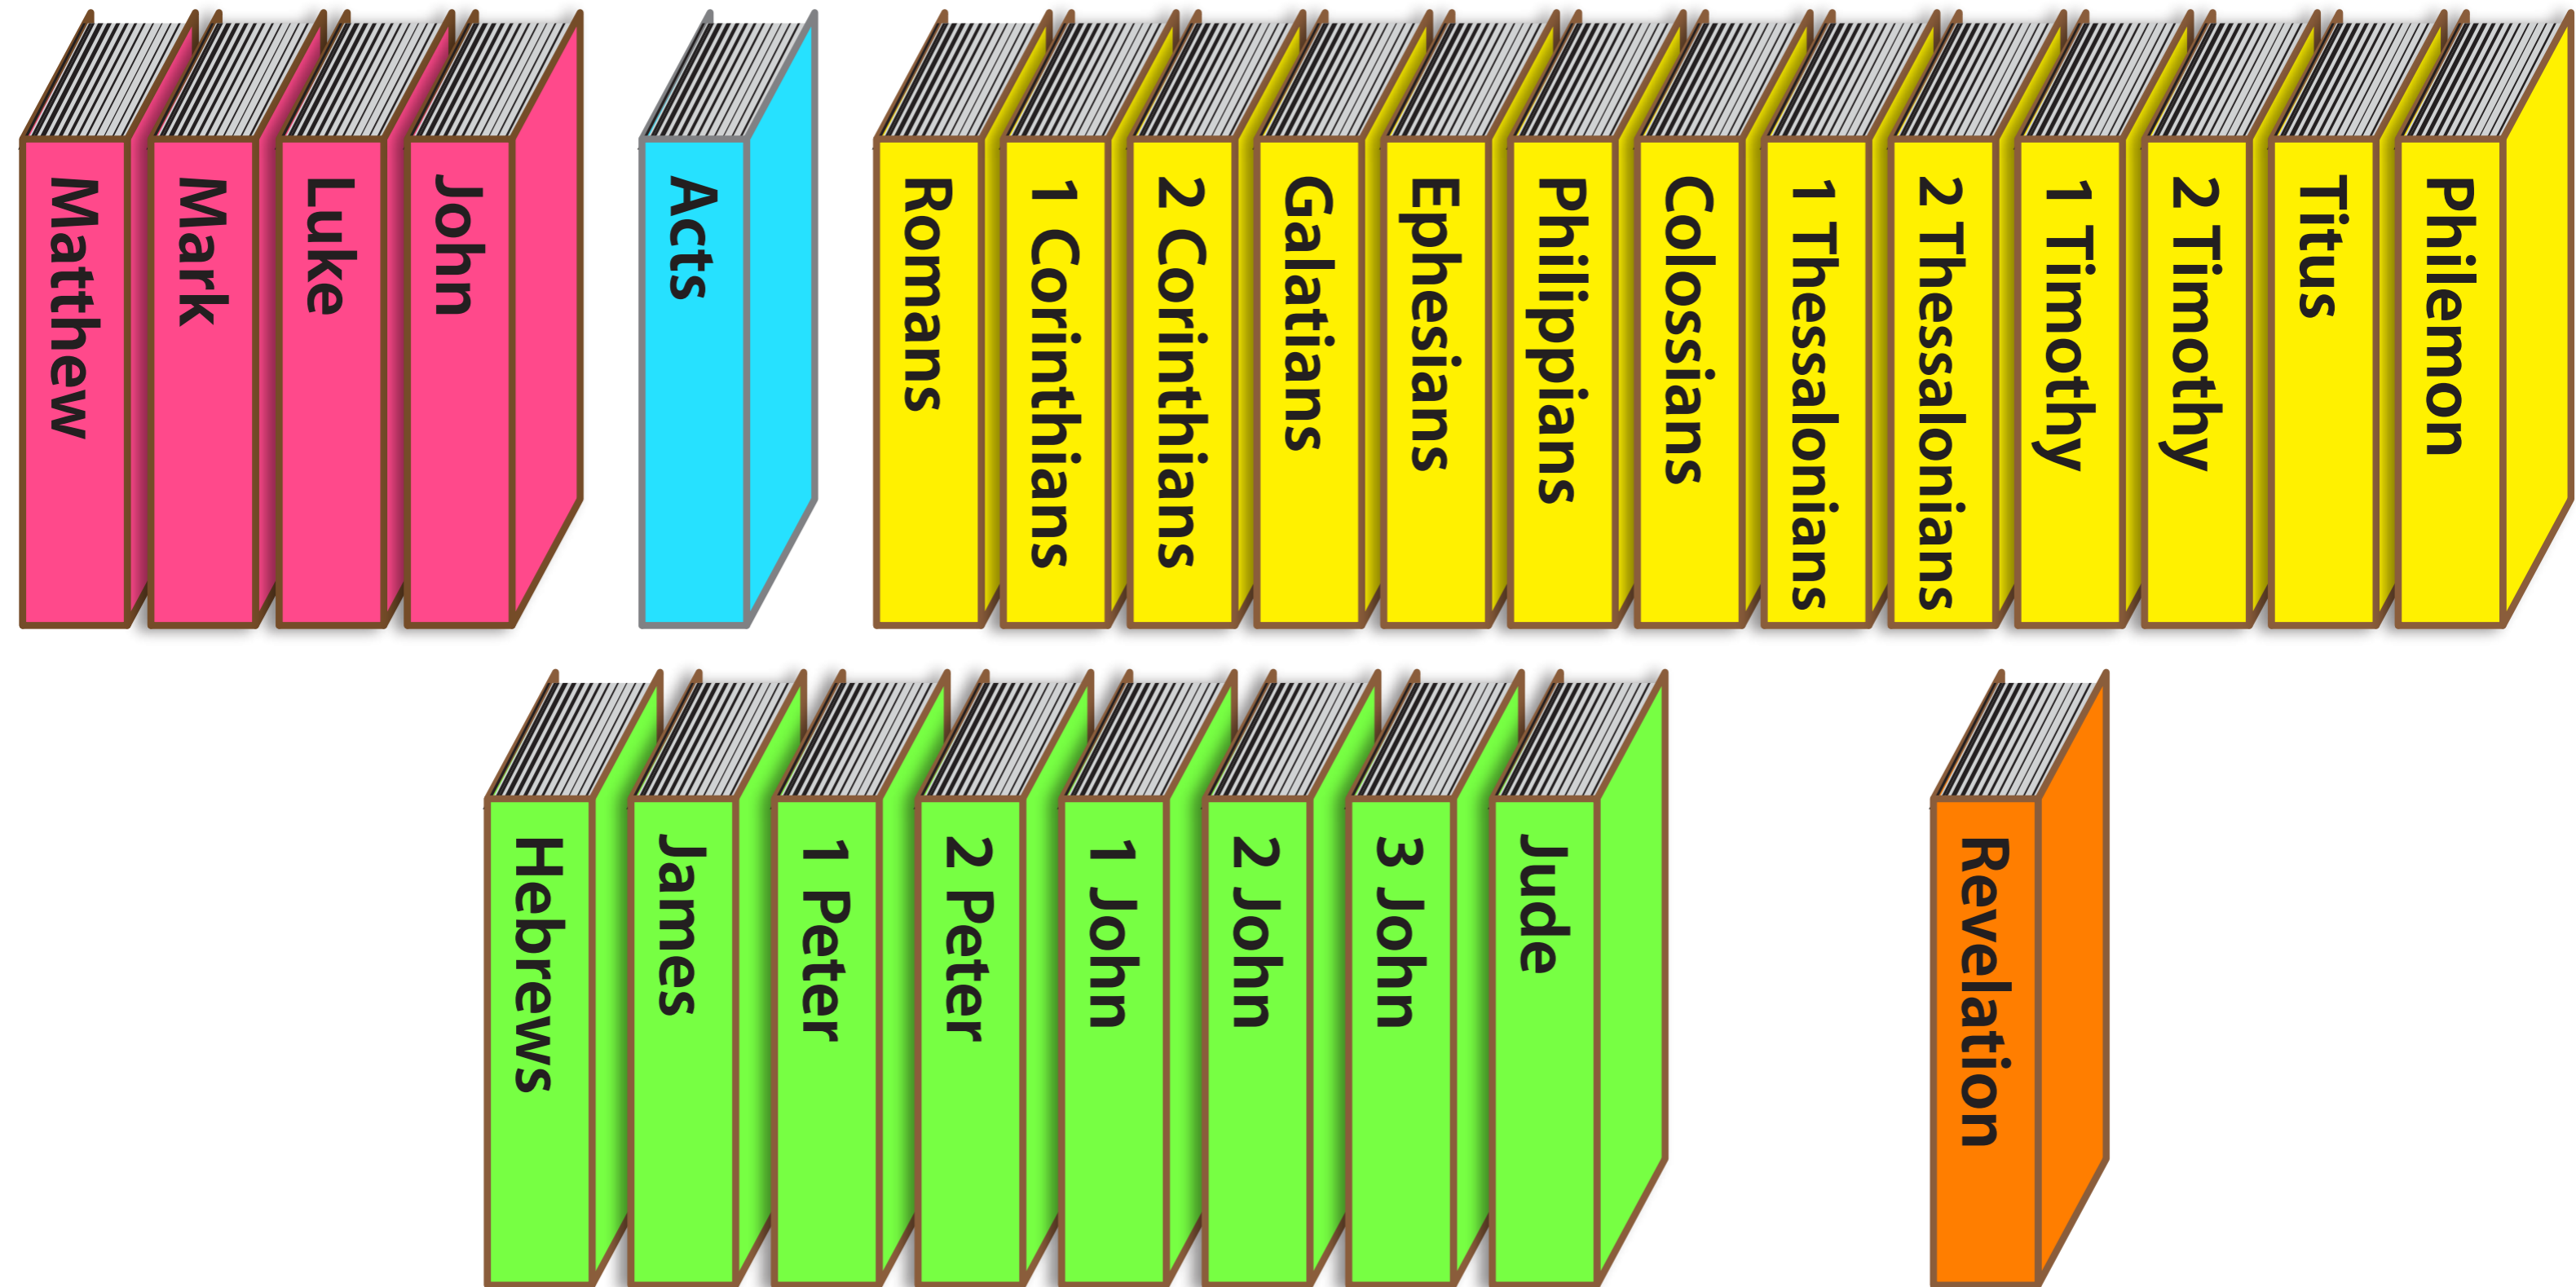 Matthew
Mark
Luke
John
Acts
Romans
1 Corinthians
2 Corinthians
Galatians
Ephesians
Philippians
Colossians
1 Thessalonians
2 Thessalonians
1 Timothy
2 Timothy
Titus
Philemon
Hebrews
James
1 Peter
2 Peter
1 John
2 John
3 John
Jude
Revelation